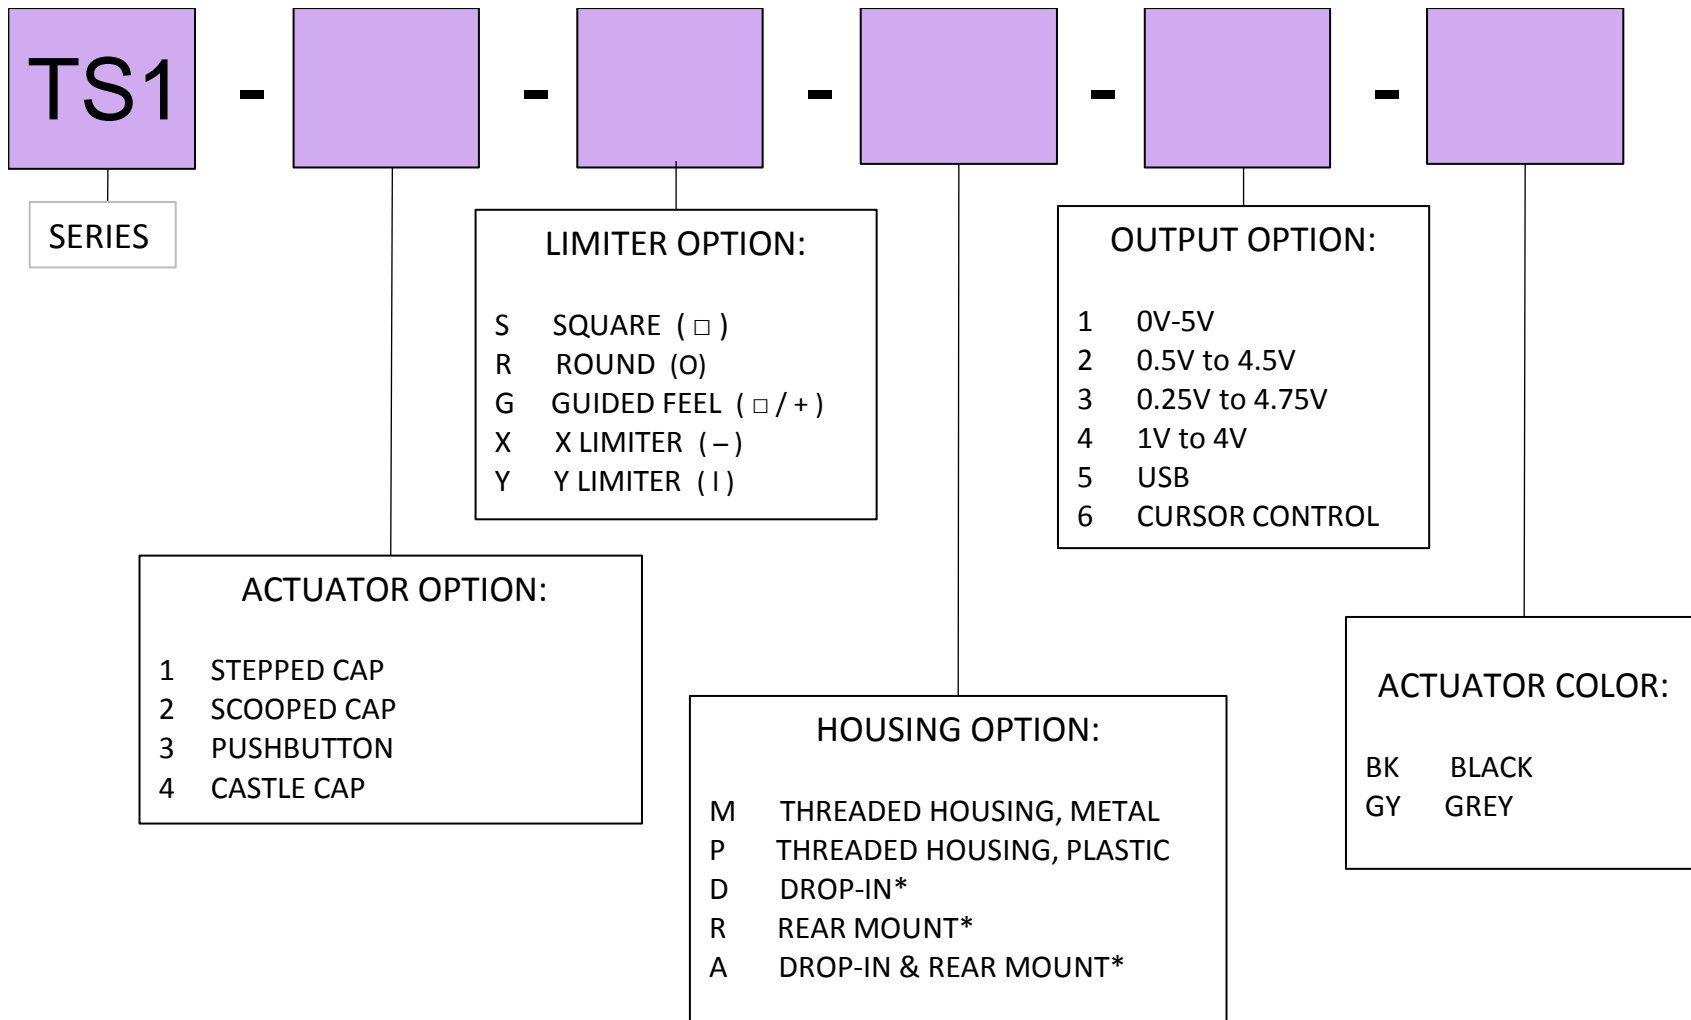 TS1 - - - - -
SERIES
LIMITER OPTION:
S SQUARE ( □ )
R ROUND (O)
G GUIDED FEEL ( □ / + )
X X LIMITER ( – )
Y Y LIMITER ( I )
OUTPUT OPTION:
1 0V-5V
2 0.5V to 4.5V
3 0.25V to 4.75V
4 1V to 4V
5 USB
6 CURSOR CONTROL
ACTUATOR OPTION:
1 STEPPED CAP
2 SCOOPED CAP
3 PUSHBUTTON
4 CASTLE CAP
HOUSING OPTION:
M THREADED HOUSING, METAL
P THREADED HOUSING, PLASTIC
D DROP-IN*
R REAR MOUNT*
A DROP-IN & REAR MOUNT*
ACTUATOR COLOR:
BK BLACK
GY GREY